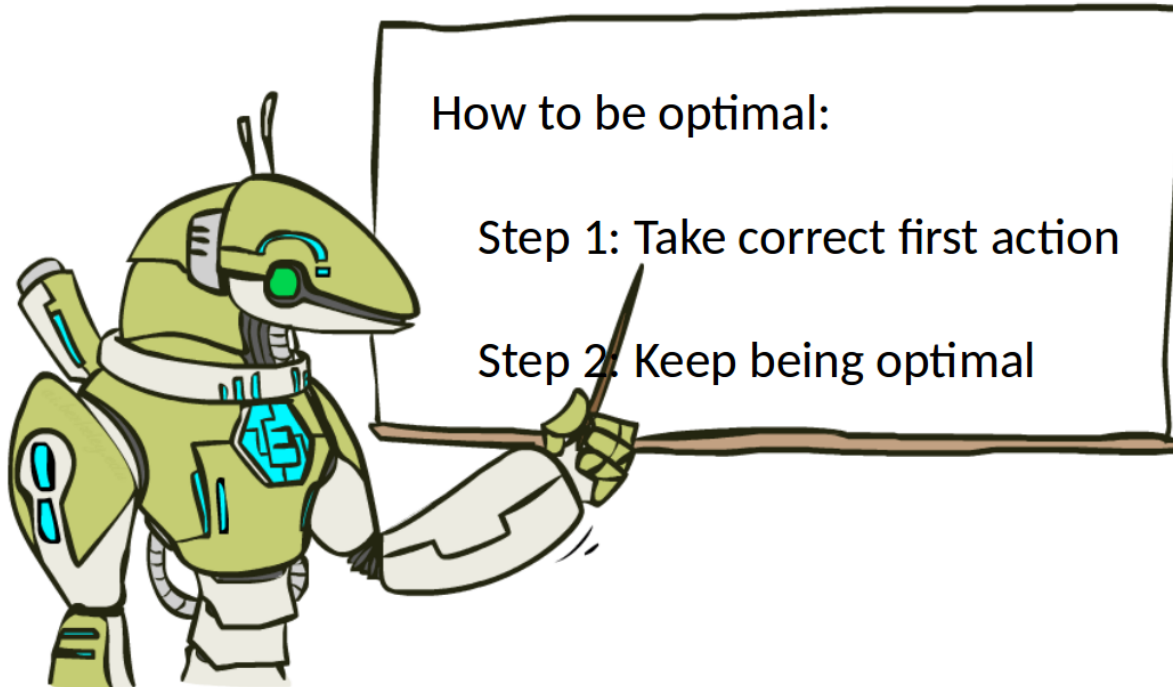 How to be optimal:
Step 1: Take correct first action
Step 2: Keep being optimal